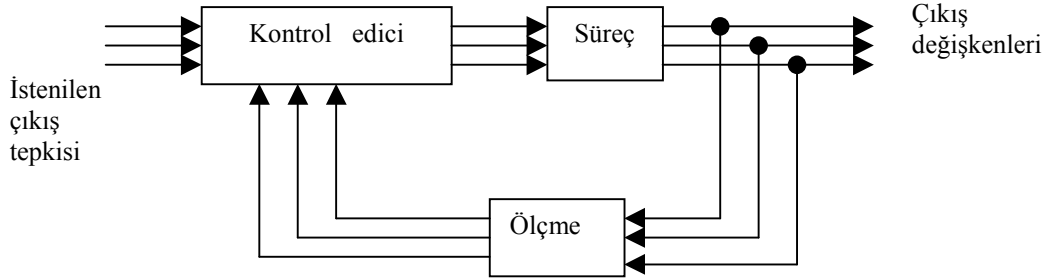 Kontrol edici
Süreç
Çıkış
değişkenleri
İstenilen
çıkış
tepkisi
Ölçme